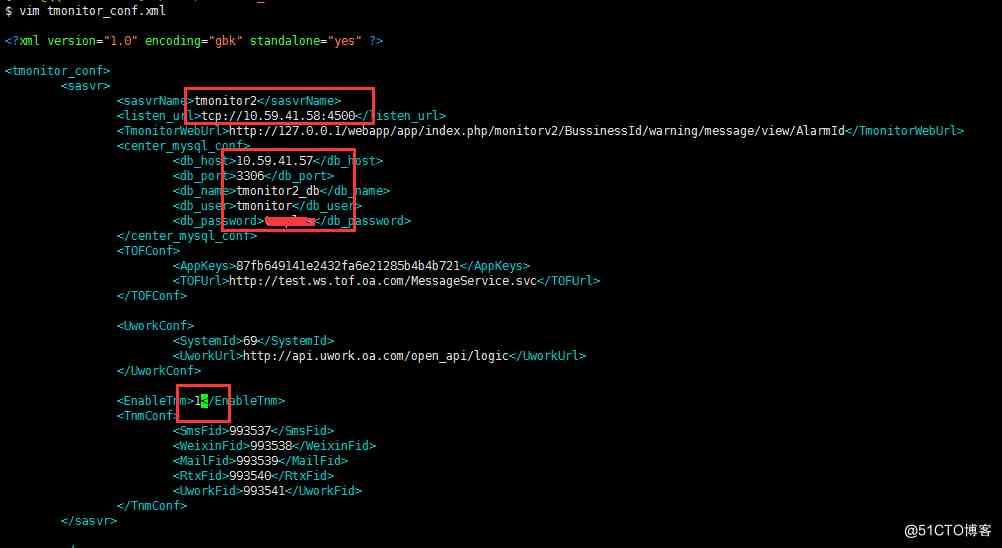 $ vim tmonitor_conf.xml
<?xml version="1.0" encoding="gbk" standalone="yes" ?>
<tmonitor_conf>
<sasvr>
<sasvrName>tmonitor2</sasvrName>
<listen_url>tcp://10.59.41.58:4500</listen_url>
<TmonitorWebUrl>http://127.0.0.1/webapp/app/index.php/monitorv2/BussinessId/warning/message/view/AlarmId</TmonitorWebUrl>
<center_mysql_conf>
<db_host>10.59.41.57</db_host>
<db_port>3306</db_port>
<db_name>tmonitor2_db</db_name>
<db_user>tmonitor</db_user>
<db_password></db_password>
</center_mysql_conf>
<TOFConf>
<AppKeys>87fb649141e2432fa6e21285b4b4b721</AppKeys>
<TOFUrl>http://test.ws.tof.oa.com/MessageService.svc</TOFUrl>
</TOFConf>
<UworkConf>
<SystemId>69</SystemId>
<UworkUrl>http://api.uwork.oa.com/open_api/logic</UworkUrl>
</UworkConf>
<EnableTnm>1</EnableTnm>
<TnmConf>
<SmsFid>993537</SmsFid>
<WeixinFid>993538</WeixinFid>
<MailFid>993539</MailFid>
<RtxFid>993540</RtxFid>
<UworkFid>993541</UworkFid>
</TnmConf>
</sasvr>
@51CTO博客